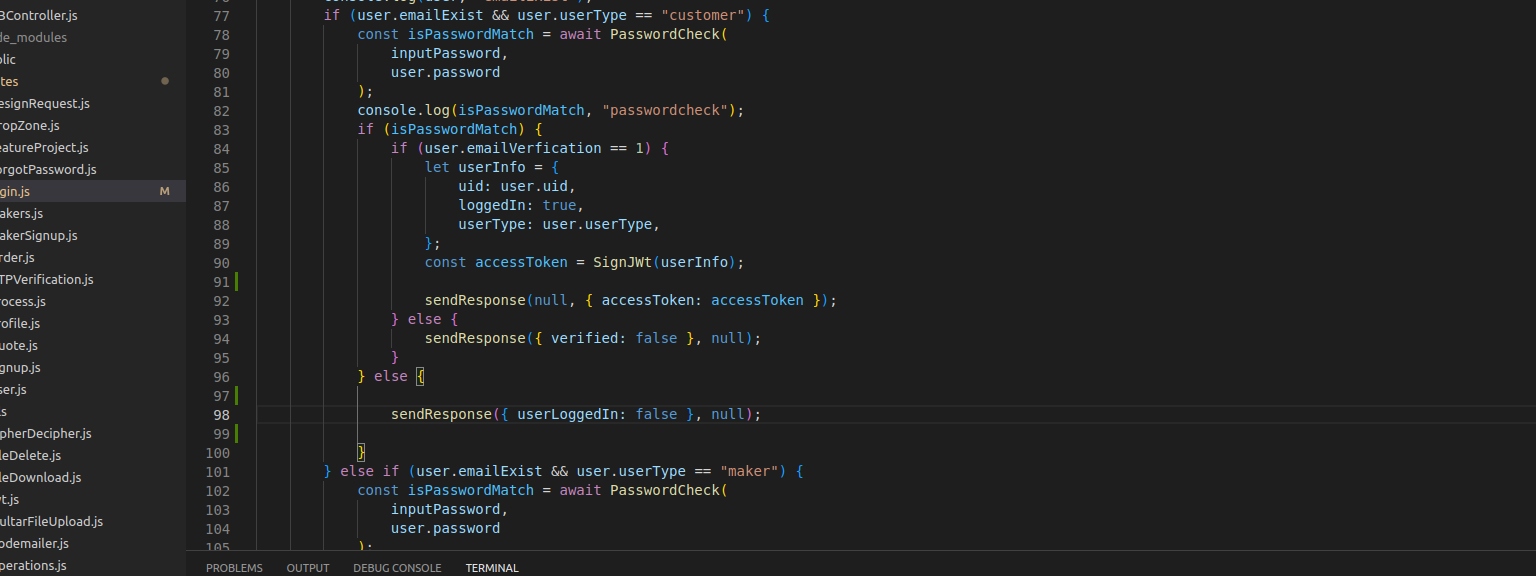 BController.js
de_modules
blic
tes
esignRequest.js
ropZone.js
eatureProject.js
orgotPassword.js
gin.js M
akers.js
akerSignup.js
rder.js
TPVerification.js
rocess.js
rofile.js
uote.js
gnup.js
ser.js
s
pherDecipher.js
leDelete.js
leDownload.js
vt.js
ultarFileUpload.js
odemailer.js
perations.js
77 if (user.emailExist && user.userType == "customer") {
78 const isPasswordMatch = await PasswordCheck(
79 inputPassword,
80 user.password
81 );
82 console.log(isPasswordMatch, "passwordcheck");
83 if (isPasswordMatch) {
84 if (user.emailVerfication == 1) {
85 let userInfo = {
86 uid: user.uid,
87 loggedIn: true,
88 userType: user.userType,
89 };
90 const accessToken = SignJWt(userInfo);
91
92 sendResponse(null, { accessToken: accessToken });
93 } else {
94 sendResponse({ verified: false }, null);
95 }
96 } else {
97
98 sendResponse({ userLoggedIn: false }, null);
99
100 }
101 } else if (user.emailExist && user.userType == "maker") {
102 const isPasswordMatch = await PasswordCheck(
103 inputPassword,
104 user.password
105 );
PROBLEMS OUTPUT DEBUG CONSOLE TERMINAL